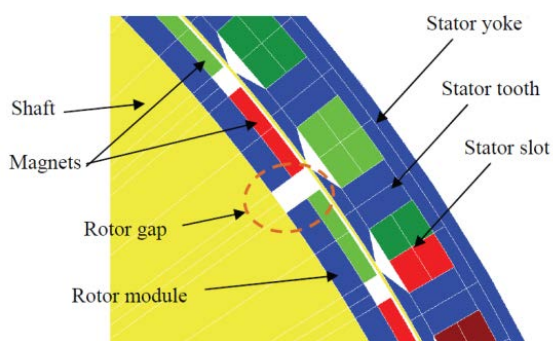 Stator yoke
Stator tooth
Shaft
Stator slot
Magnets
Rotor gap
Rotor module